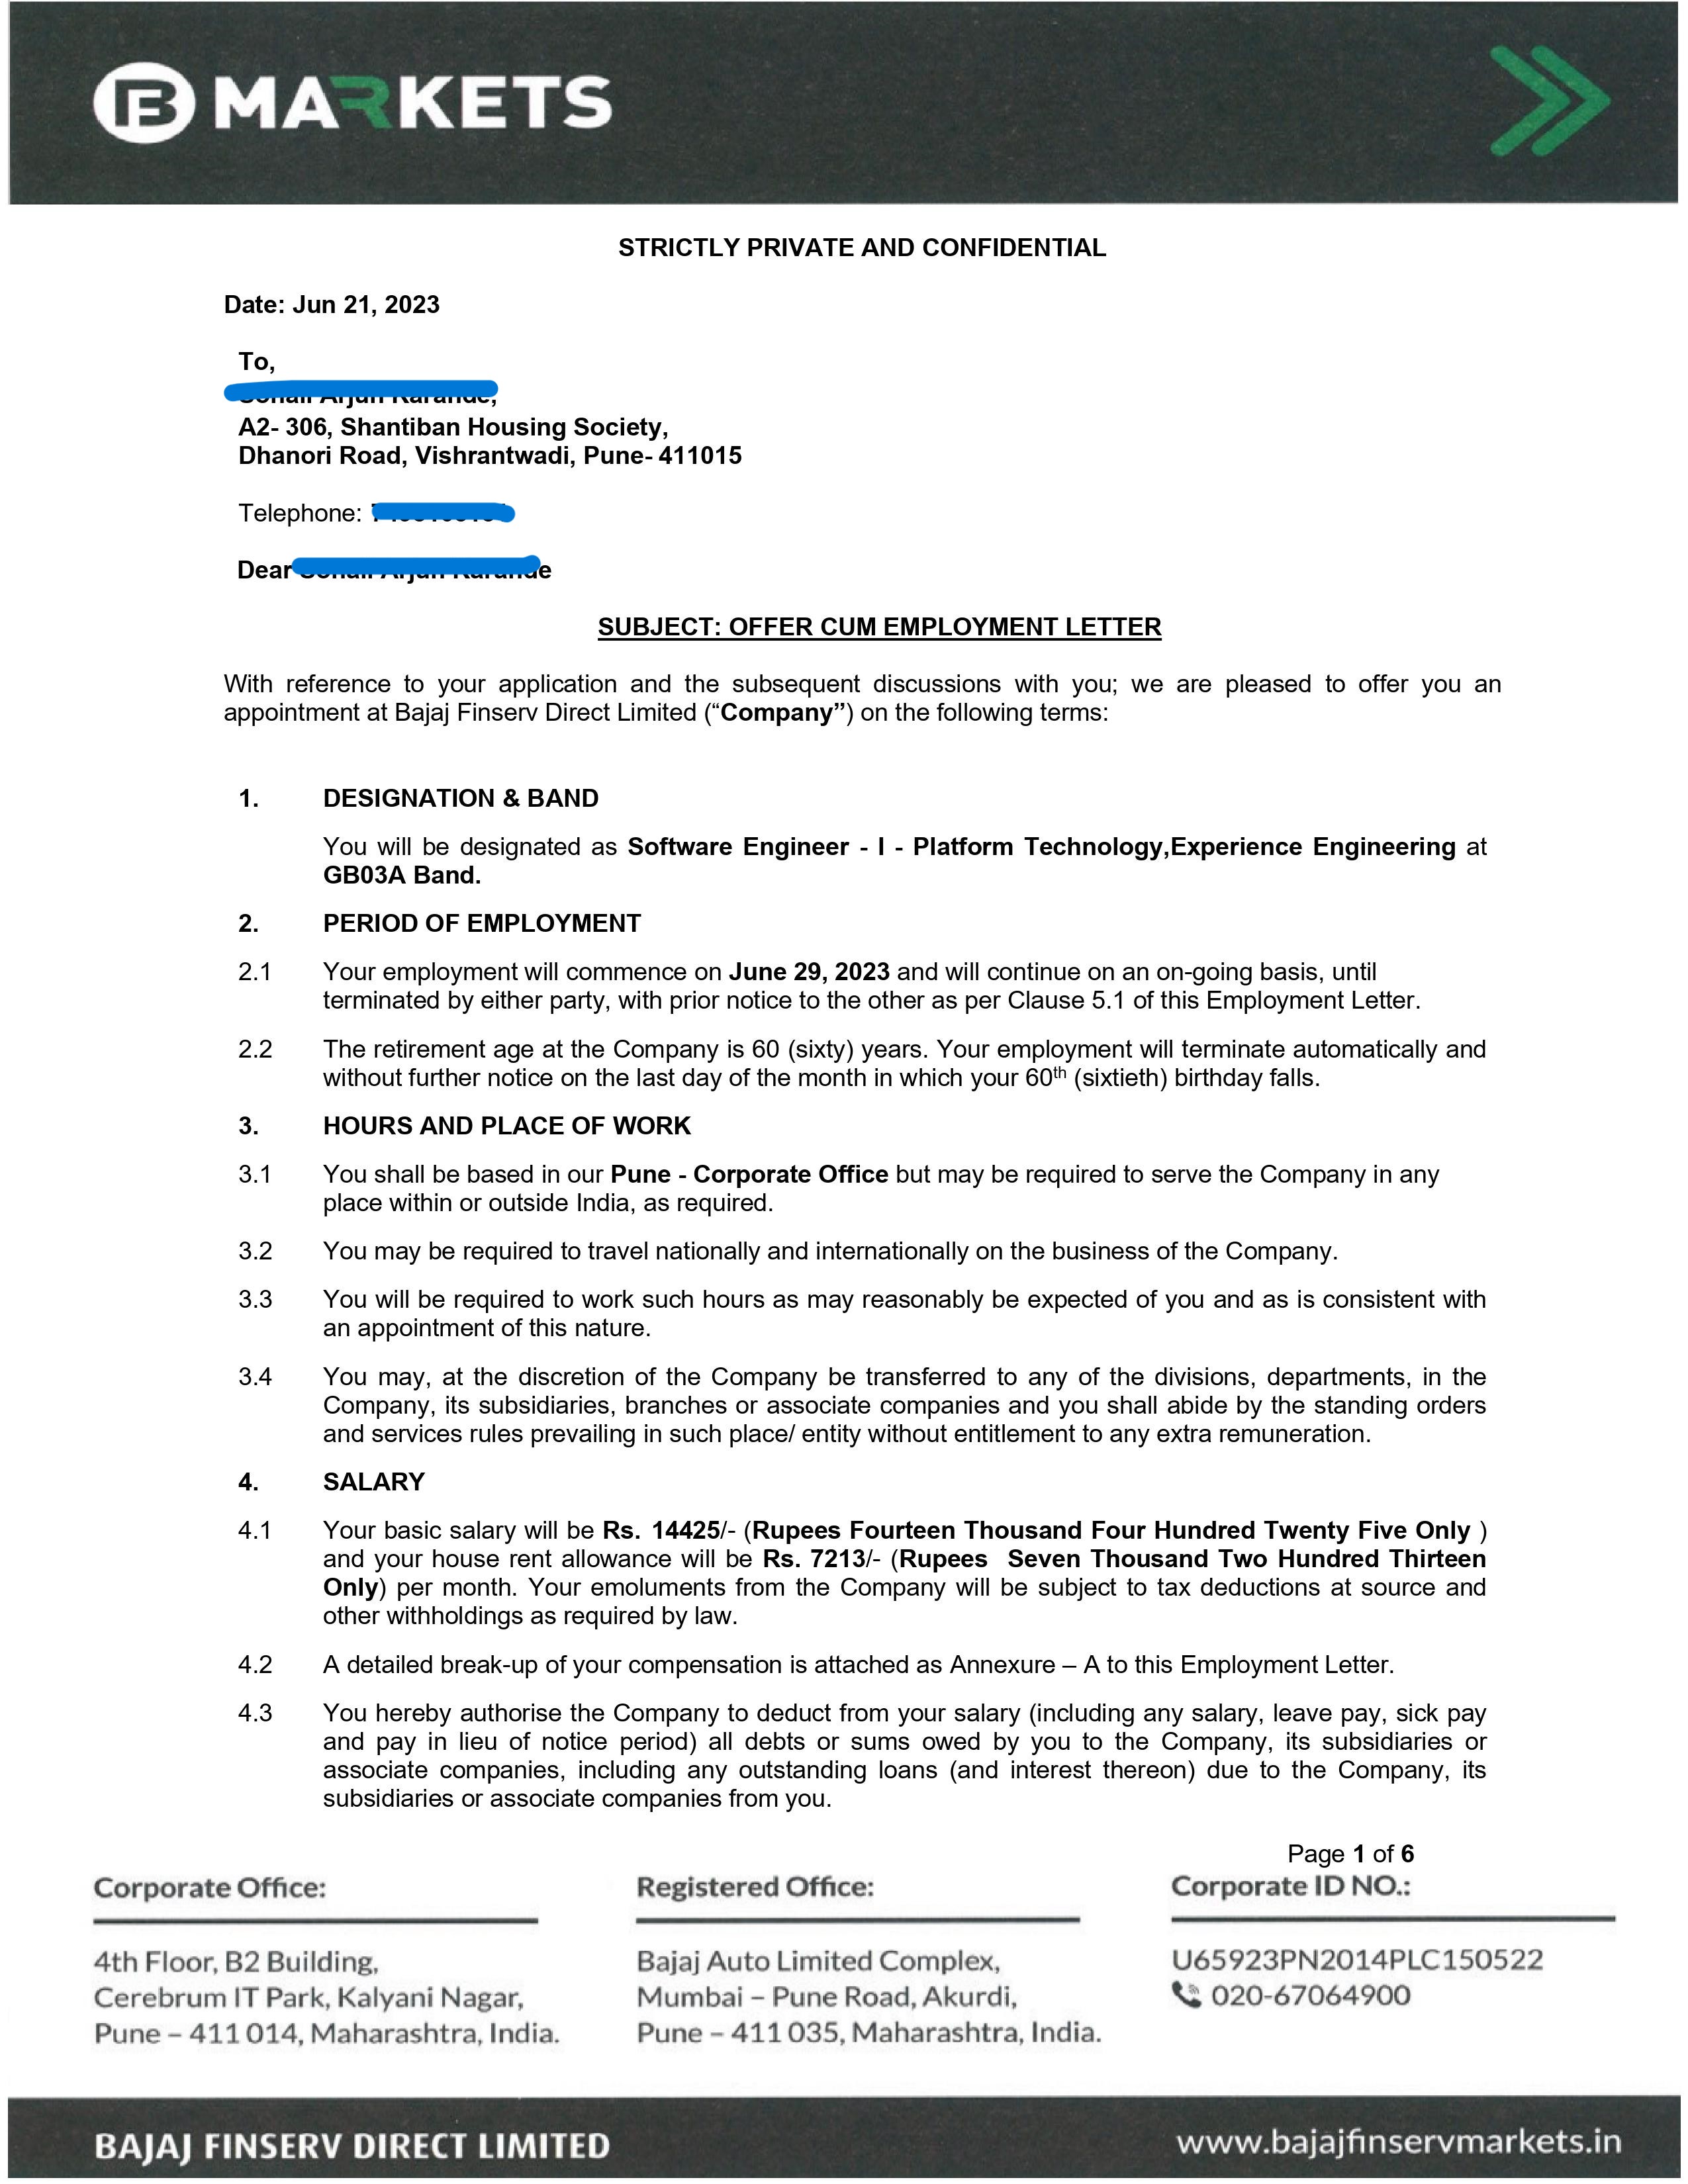 BF MARKETS
STRICTLY PRIVATE AND CONFIDENTIAL
Date: Jun 21, 2023
To,
A2- 306, Shantiban Housing Society,
Dhanori Road, Vishrantwadi, Pune- 411015
Telephone:
Dear
SUBJECT: OFFER CUM EMPLOYMENT LETTER
With reference to your application and the subsequent discussions with you; we are pleased to offer you an
appointment at Bajaj Finserv Direct Limited (“Company”) on the following terms:
1. DESIGNATION & BAND
You will be designated as Software Engineer - I - Platform Technology,Experience Engineering at
GB03A Band.
2. PERIOD OF EMPLOYMENT
2.1 Your employment will commence on June 29, 2023 and will continue on an on-going basis, until
terminated by either party, with prior notice to the other as per Clause 5.1 of this Employment Letter.
2.2 The retirement age at the Company is 60 (sixty) years. Your employment will terminate automatically and
without further notice on the last day of the month in which your 60th (sixtieth) birthday falls.
3. HOURS AND PLACE OF WORK
3.1 You shall be based in our Pune - Corporate Office but may be required to serve the Company in any
place within or outside India, as required.
3.2 You may be required to travel nationally and internationally on the business of the Company.
3.3 You will be required to work such hours as may reasonably be expected of you and as is consistent with
an appointment of this nature.
3.4 You may, at the discretion of the Company be transferred to any of the divisions, departments, in the
Company, its subsidiaries, branches or associate companies and you shall abide by the standing orders
and services rules prevailing in such place/ entity without entitlement to any extra remuneration.
4. SALARY
4.1 Your basic salary will be Rs. 14425/- (Rupees Fourteen Thousand Four Hundred Twenty Five Only )
and your house rent allowance will be Rs. 7213/- (Rupees Seven Thousand Two Hundred Thirteen
Only) per month. Your emoluments from the Company will be subject to tax deductions at source and
other withholdings as required by law.
4.2 A detailed break-up of your compensation is attached as Annexure – A to this Employment Letter.
4.3 You hereby authorise the Company to deduct from your salary (including any salary, leave pay, sick pay
and pay in lieu of notice period) all debts or sums owed by you to the Company, its subsidiaries or
associate companies, including any outstanding loans (and interest thereon) due to the Company, its
subsidiaries or associate companies from you.
Page 1 of 6
Corporate Office:
4th Floor, B2 Building,
Cerebrum IT Park, Kalyani Nagar,
Pune – 411 014, Maharashtra, India.
Registered Office:
Bajaj Auto Limited Complex,
Mumbai – Pune Road, Akurdi,
Pune – 411 035, Maharashtra, India.
Corporate ID NO.:
U65923PN2014PLC150522
020-67064900
BAJAJ FINSERV DIRECT LIMITED
www.bajajfinservmarkets.in